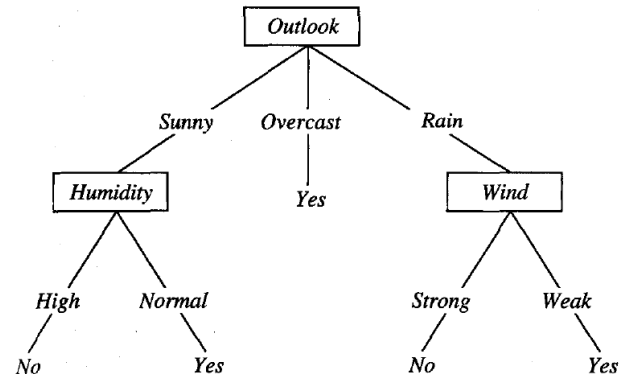 Outlook
Sunny Overcast Rain
Humidity Yes Wind
High Normal Strong Weak
No Yes No Yes